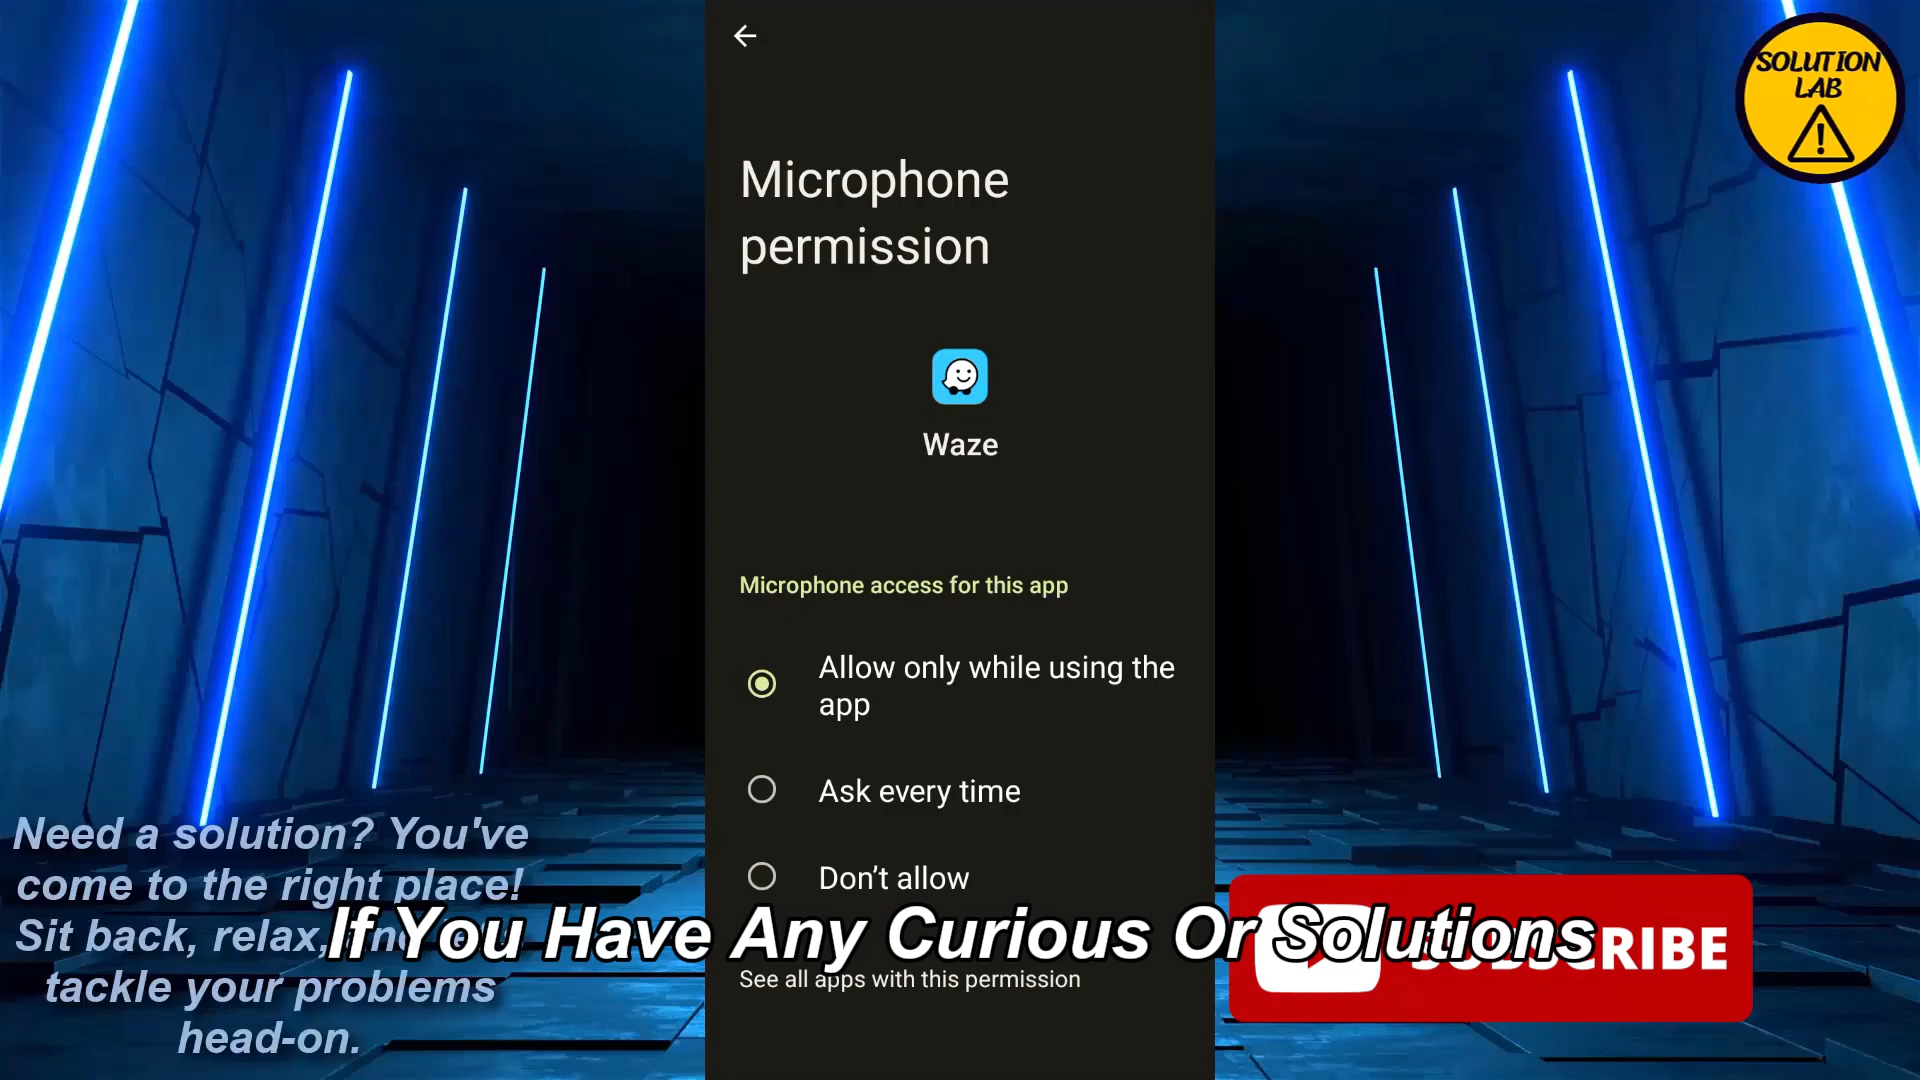 SOLUTION
LAB
Microphone
permission
Waze
Microphone access for this app
Allow only while using the
app
Ask every time
Don’t allow
See all apps with this permission
Need a solution? You've
come to the right place!
Sit back, relax,
tackle your problems
head-on.
If You Have Any Curious Or Solutions
SUBSCRIBE